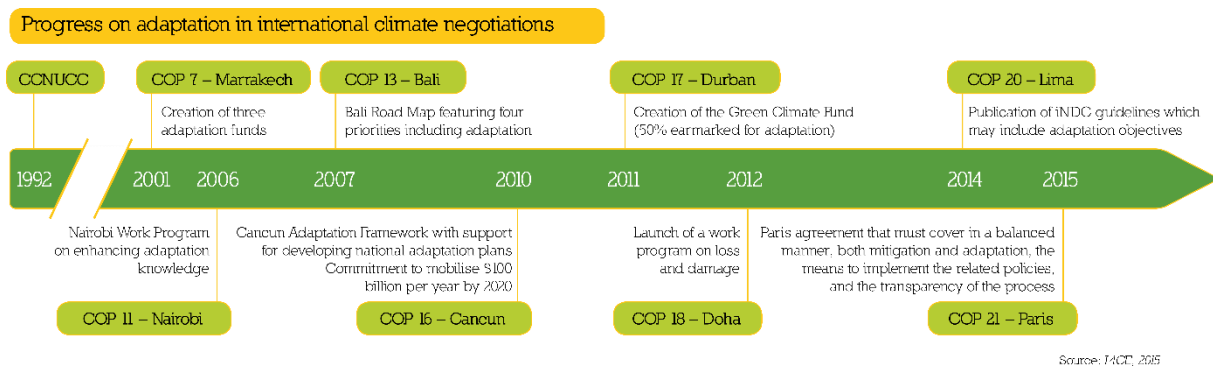 Progress on adaptation in international climate negotiations
CCNUCC
COP 7 – Marrakech
COP 13 – Bali
COP 17 – Durban
COP 20 – Lima
Creation of three
adaptation funds
Bali Road Map featuring four
priorities including adaptation
Creation of the Green Climate Fund
(50% earmarked for adaptation)
Publication of iNDC guidelines which
may include adaptation objectives
1992
2001
2006
2007
2010
2011
2012
2014
2015
Nairobi Work Program
on enhancing adaptation
knowledge
Cancun Adaptation Framework with support
for developing national adaptation plans
Commitment to mobilise $100
billion per year by 2020
Launch of a work
program on loss
and damage
Paris agreement that must cover in a balanced
manner, both mitigation and adaptation, the
means to implement the related policies,
and the transparency of the process
COP 11 – Nairobi
COP 16 – Cancun
COP 18 – Doha
COP 21 – Paris
Source: I4CE, 2015